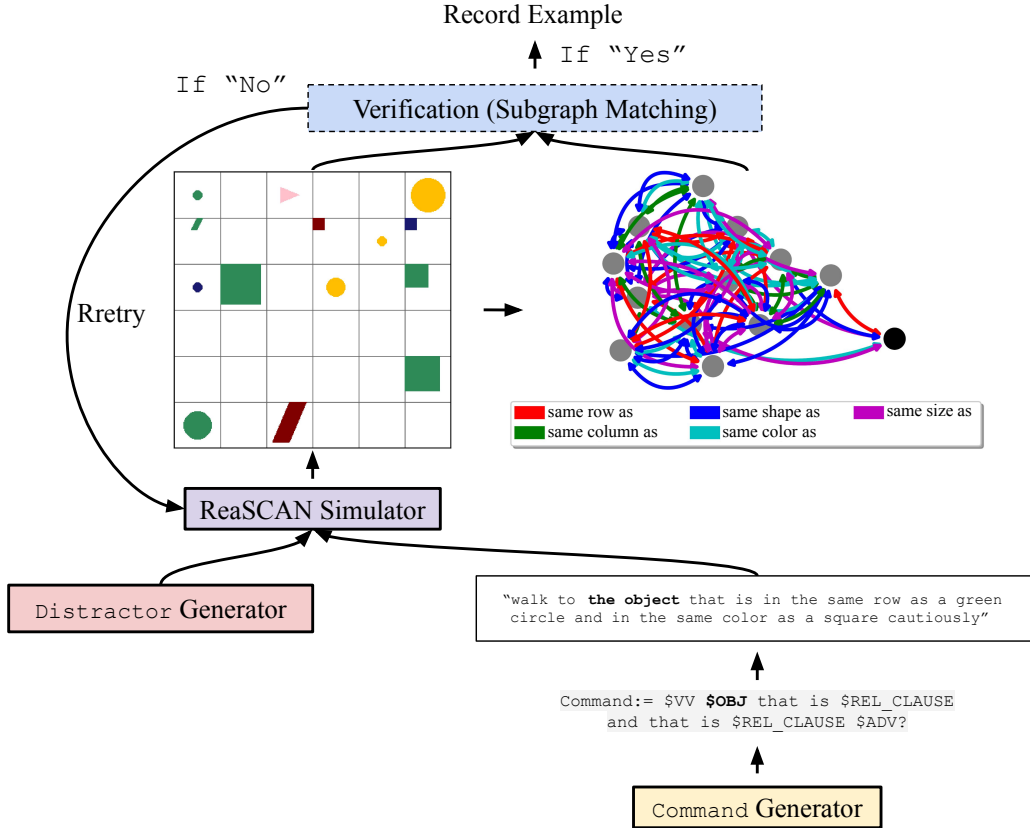 Record Example
If “No”
If “Yes”
Verification (Subgraph Matching)
Rretry
same row as
same shape as
same size as
same column as
same color as
ReaSCAN Simulator
Distractor Generator
“walk to the object that is in the same row as a green
circle and in the same color as a square cautiously”
Command:= $VV $OBJ that is $REL_CLAUSE
and that is $REL_CLAUSE $ADV?
Command Generator